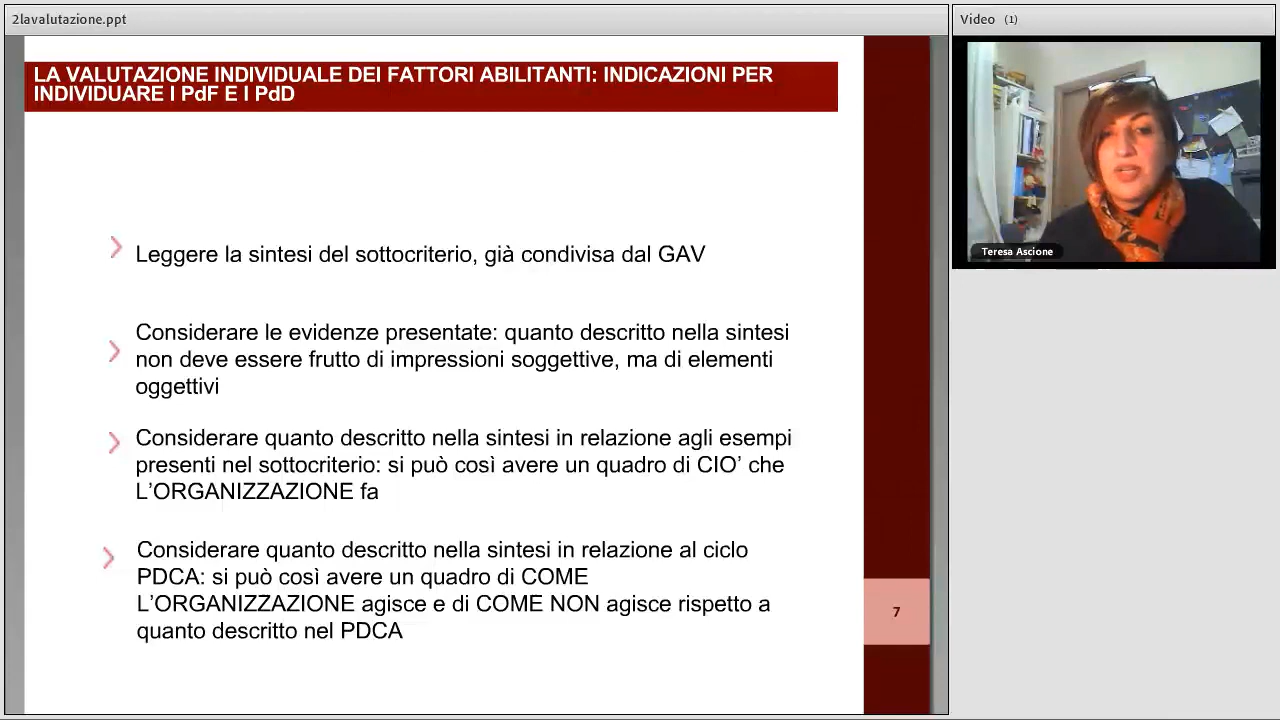 2lavalutazione.ppt
Video (1)
LA VALUTAZIONE INDIVIDUALE DEI FATTORI ABILITANTI: INDICAZIONI PER
INDIVIDUARE I PdF E I PdD
Teresa Ascione
Leggere la sintesi del sottocriterio, già condivisa dal GAV
Considerare le evidenze presentate: quanto descritto nella sintesi
non deve essere frutto di impressioni soggettive, ma di elementi
oggettivi
Considerare quanto descritto nella sintesi in relazione agli esempi
presenti nel sottocriterio: si può così avere un quadro di CIO' che
L'ORGANIZZAZIONE fa
Considerare quanto descritto nella sintesi in relazione al ciclo
PDCA: si può così avere un quadro di COME
L'ORGANIZZAZIONE agisce e di COME NON agisce rispetto a
quanto descritto nel PDCA
7